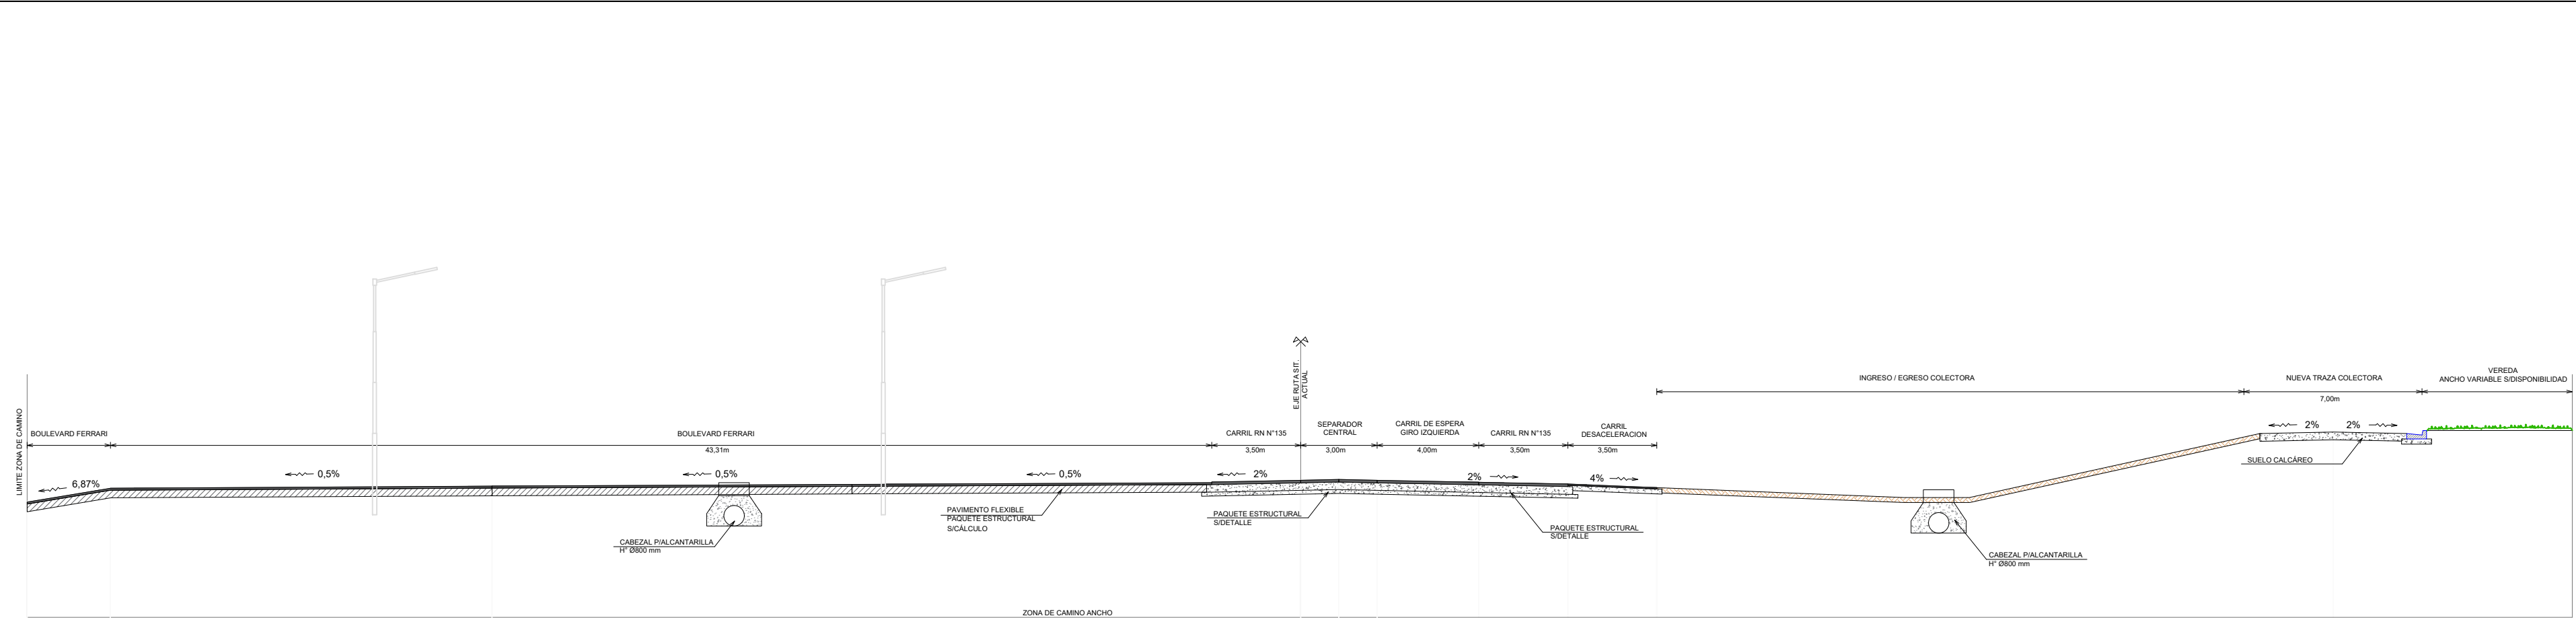 LIMITE ZONA DE CAMINO
BOULEVARD FERRARI
BOULEVARD FERRARI
43,31m
CARRIL RN N°135
3,50m
EJE RUTA SIT.
ACTUAL
SEPARADOR
CENTRAL
3,00m
CARRIL DE ESPERA
GIRO IZQUIERDA
4,00m
CARRIL RN N°135
3,50m
CARRIL
DESACELERACION
3,50m
INGRESO / EGRESO COLECTORA
NUEVA TRAZA COLECTORA
7,00m
VEREDA
ANCHO VARIABLE S/DISPONIBILIDAD
6,87%
0,5%
0,5%
0,5%
2%
2%
4%
2%
2%
SUELO CALCÁREO
PAVIMENTO FLEXIBLE
PAQUETE ESTRUCTURAL
S/CÁLCULO
PAQUETE ESTRUCTURAL
S/DETALLE
PAQUETE ESTRUCTURAL
S/DETALLE
CABEZAL P/ALCANTARILLA
H° Ø800 mm
CABEZAL P/ALCANTARILLA
H° Ø800 mm
ZONA DE CAMINO ANCHO